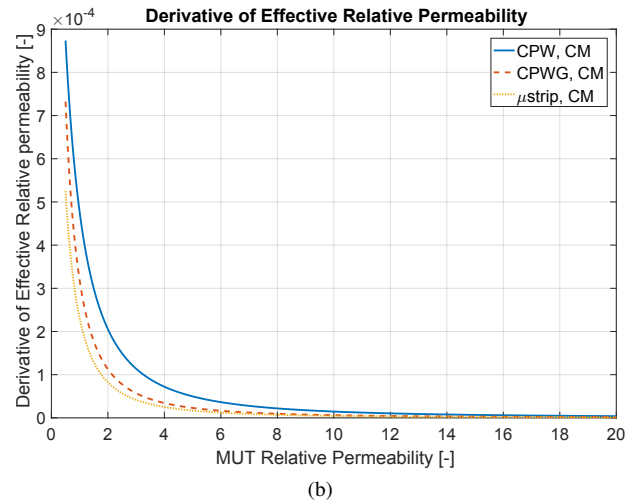 Derivative of Effective Relative Permeability
×10⁻⁴
9
8
7
6
5
4
3
2
1
0
Derivative of Effective Relative permeability [-]
CPW, CM
CPWG, CM
μstrip, CM
0 2 4 6 8 10 12 14 16 18 20
MUT Relative Permeability [-]
(b)